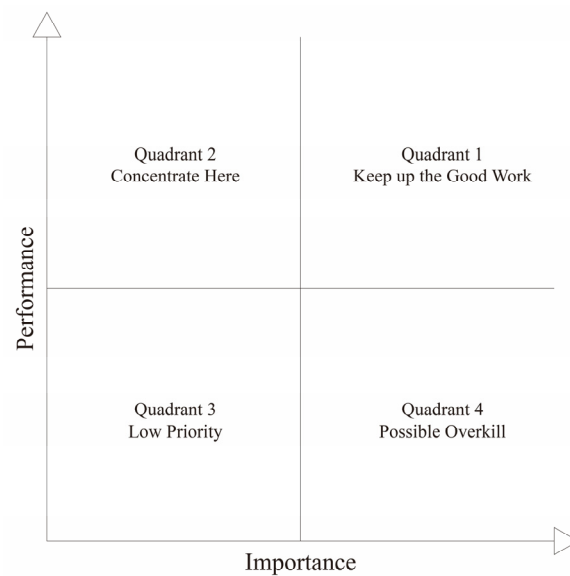 Quadrant 2
Concentrate Here
Quadrant 1
Keep up the Good Work
Performance
Quadrant 3
Low Priority
Quadrant 4
Possible Overkill
Importance